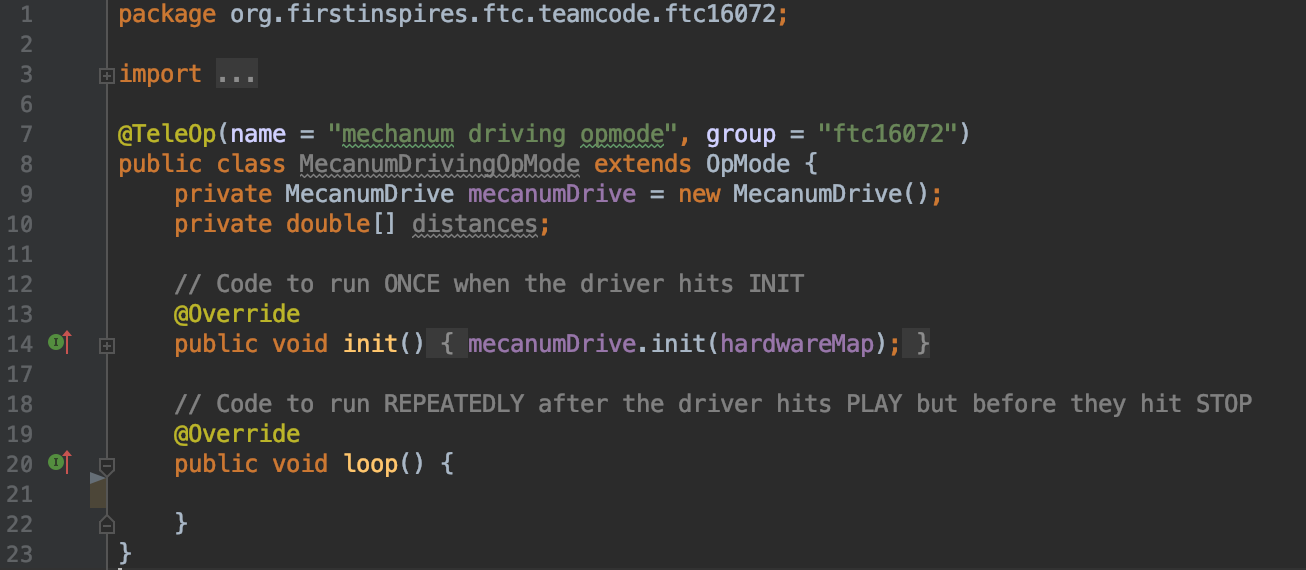 1 package org.firstinspires.ftc.teamcode.ftc16072;
2
3 import ...
6
7 @TeleOp(name = "mechanum driving opmode", group = "ftc16072")
8 public class MecanumDrivingOpMode extends OpMode {
9 private MecanumDrive mecanumDrive = new MecanumDrive();
10 private double[] distances;
11
12 // Code to run ONCE when the driver hits INIT
13 @Override
14 public void init() { mecanumDrive.init(hardwareMap); }
17
18 // Code to run REPEATEDLY after the driver hits PLAY but before they hit STOP
19 @Override
20 public void loop() {
21
22 }
23 }